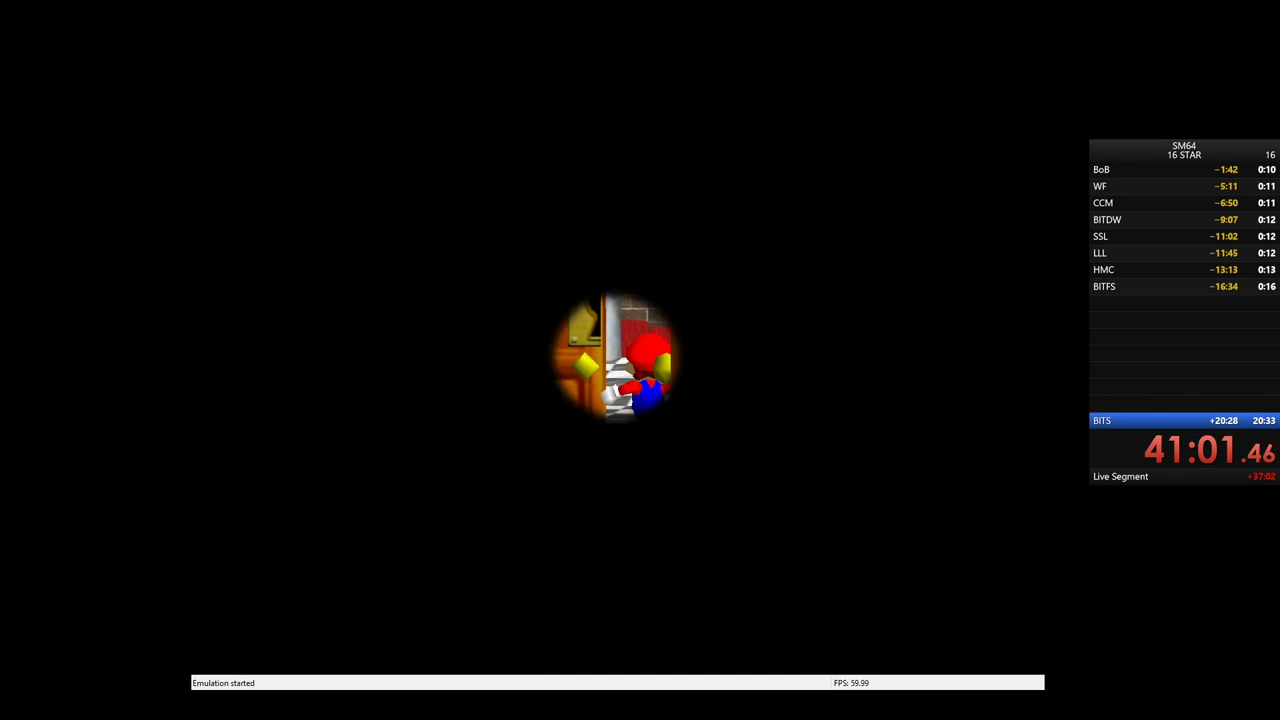 SM64
16 STAR 16
BoB −1:42 0:10
WF −5:11 0:11
CCM −6:50 0:11
BITDW −9:07 0:12
SSL −11:02 0:12
LLL −11:45 0:12
HMC −13:13 0:13
BITFS −16:34 0:16
BITS +20:28 20:33
41:01.46
Live Segment +37:02
Emulation started FPS: 59.99